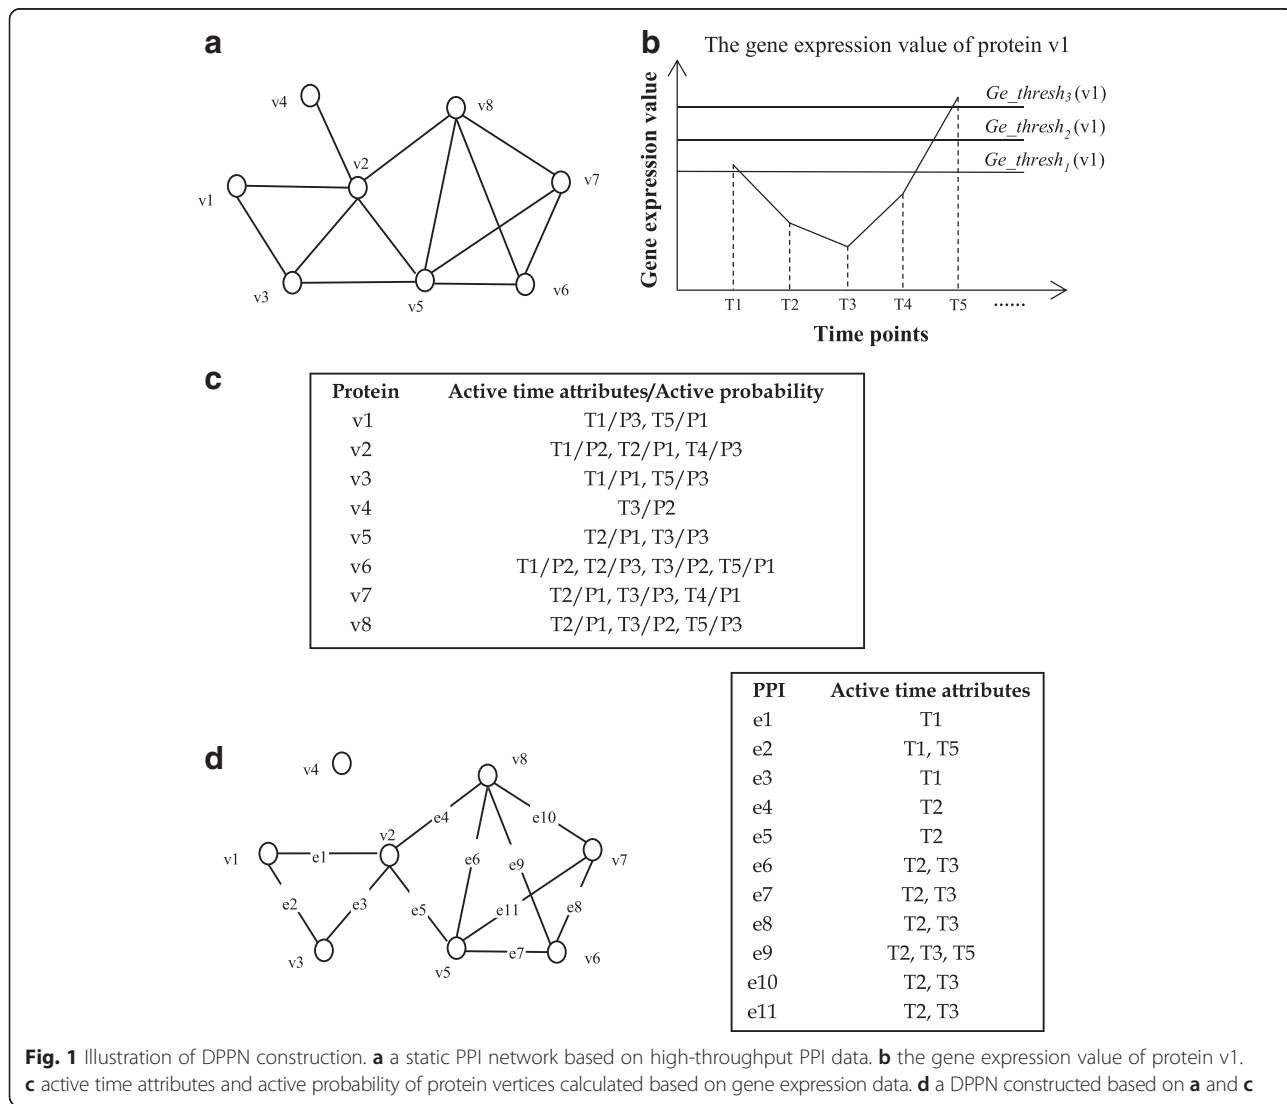 a
v4
v8
v2
v7
v1
v3
v5
v6
b
The gene expression value of protein v1
Gene expression value
Ge_thresh3(v1)
Ge_thresh2(v1)
Ge_thresh1(v1)
T1 T2 T3 T4 T5 ......
Time points
c
Protein Active time attributes/Active probability
v1 T1/P3, T5/P1
v2 T1/P2, T2/P1, T4/P3
v3 T1/P1, T5/P3
v4 T3/P2
v5 T2/P1, T3/P3
v6 T1/P2, T2/P3, T3/P2, T5/P1
v7 T2/P1, T3/P3, T4/P1
v8 T2/P1, T3/P2, T5/P3
d
v4
v8
e4
e10
v2
v1
e1
e6
e9
v7
e2
e3
e5
e11
e8
v3
v5
e7
v6
PPI Active time attributes
e1 T1
e2 T1, T5
e3 T1
e4 T2
e5 T2
e6 T2, T3
e7 T2, T3
e8 T2, T3
e9 T2, T3, T5
e10 T2, T3
e11 T2, T3
Fig. 1 Illustration of DPPN construction. a a static PPI network based on high-throughput PPI data. b the gene expression value of protein v1.
c active time attributes and active probability of protein vertices calculated based on gene expression data. d a DPPN constructed based on a and c